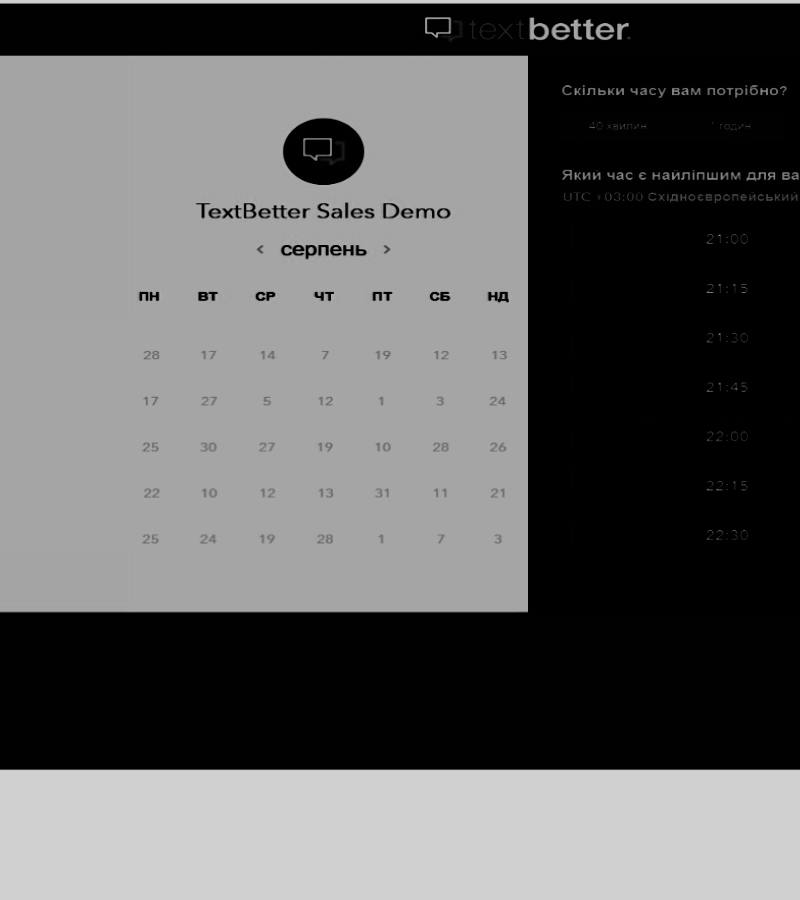 textbetter
TextBetter Sales Demo
< серпень >
ПН ВТ СР ЧТ ПТ СБ НД
28 17 14 7 19 12 13
17 27 5 12 1 3 24
25 30 27 19 10 28 26
22 10 12 13 31 11 21
25 24 19 28 1 7 3
Скільки часу вам потрібно?
40 хвилин 1 годин
Який час є найліпшим для ва
UTC +03:00 Східноєвропейський
21:00
21:15
21:30
21:45
22:00
22:15
22:30